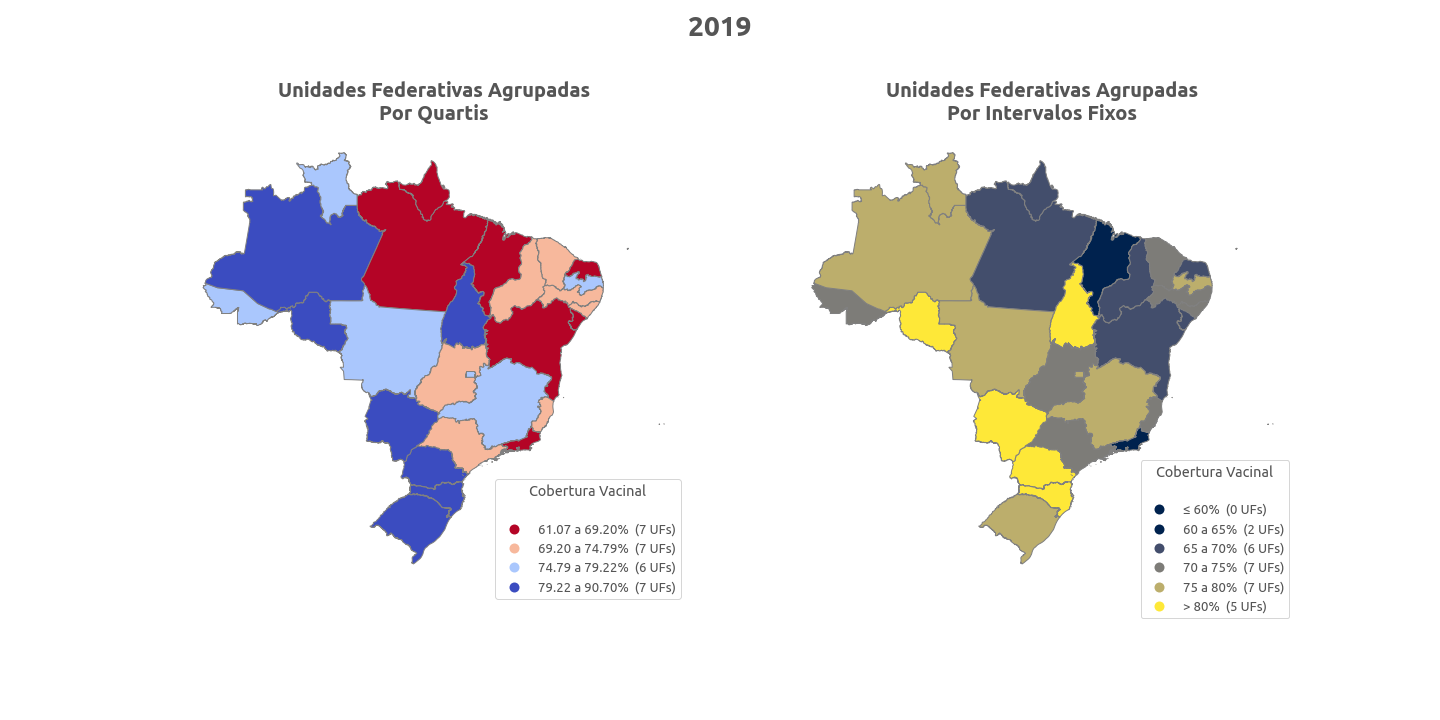 2019
Unidades Federativas Agrupadas
Por Quartis
Unidades Federativas Agrupadas
Por Intervalos Fixos
Cobertura Vacinal
61.07 a 69.20% (7 UFs)
69.20 a 74.79% (7 UFs)
74.79 a 79.22% (6 UFs)
79.22 a 90.70% (7 UFs)
Cobertura Vacinal
≤ 60% (0 UFs)
60 a 65% (2 UFs)
65 a 70% (6 UFs)
70 a 75% (7 UFs)
75 a 80% (7 UFs)
> 80% (5 UFs)